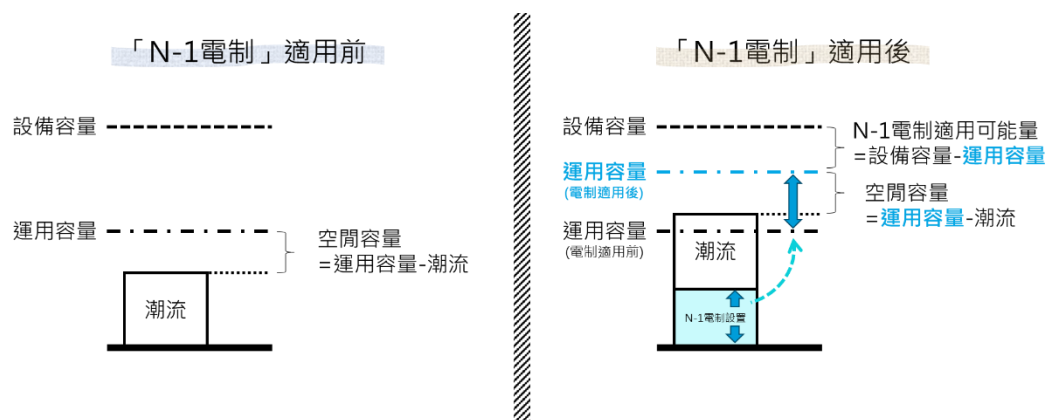 「N-1電制」適用前
設備容量
運用容量
空閒容量
=運用容量-潮流
潮流
「N-1電制」適用後
設備容量
N-1電制適用可能量
=設備容量-運用容量
運用容量
(電制適用後)
空閒容量
=運用容量-潮流
運用容量
(電制適用前)
潮流
N-1電制設置